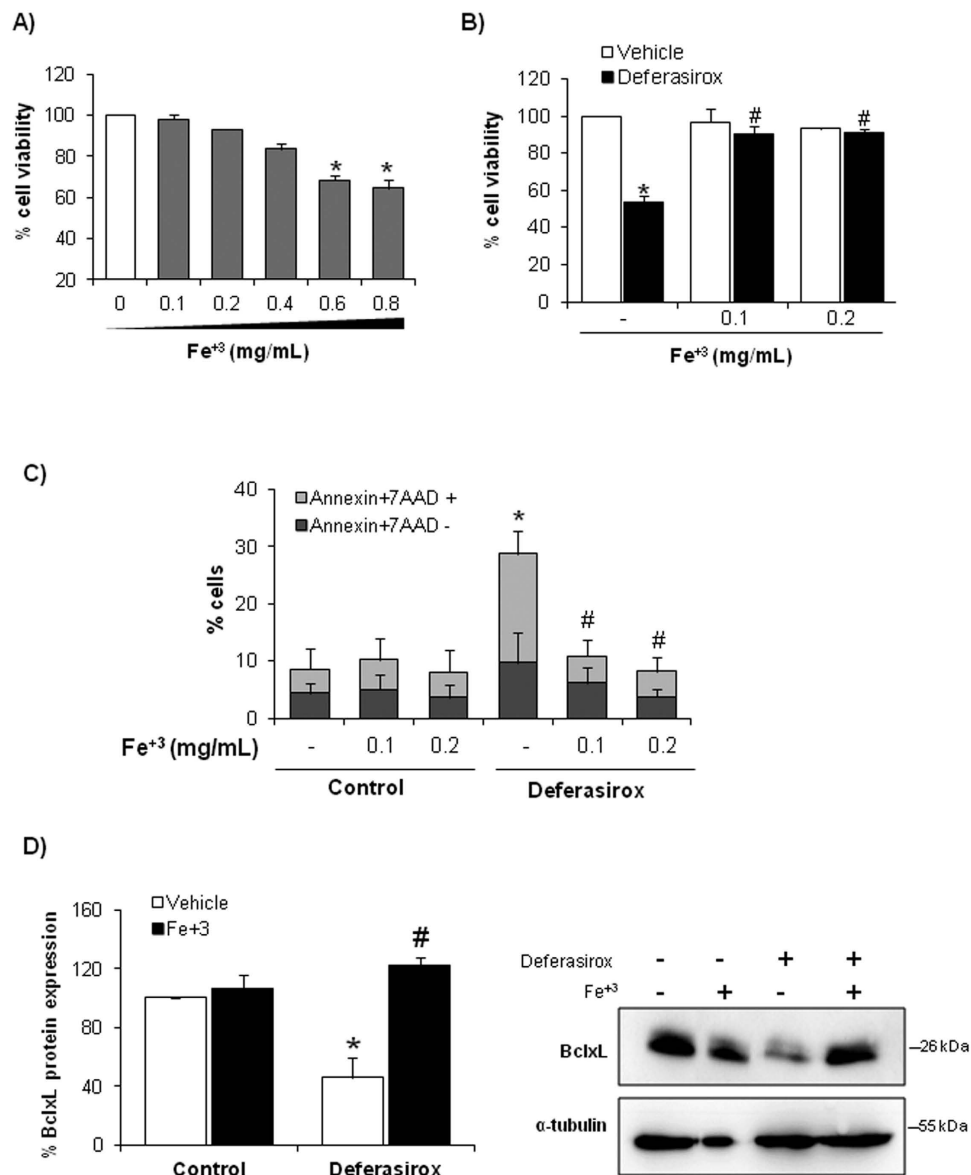 A)
120
100
80
60
40
20
% cell viability
*
*
0 0.1 0.2 0.4 0.6 0.8
Fe+3 (mg/mL)
B)
Vehicle
Deferasirox
120
100
80
60
40
20
0
% cell viability
*
#
#
- 0.1 0.2
Fe+3 (mg/mL)
C)
Annexin+7AAD +
Annexin+7AAD -
40
30
20
10
0
% cells
*
#
#
Fe+3 (mg/mL) - 0.1 0.2 - 0.1 0.2
Control Deferasirox
D)
Vehicle
Fe+3
160
120
80
40
0
% BclxL protein expression
*
#
Control Deferasirox
Deferasirox - - + +
Fe+3 - + - +
BclxL –26kDa
α-tubulin –55kDa